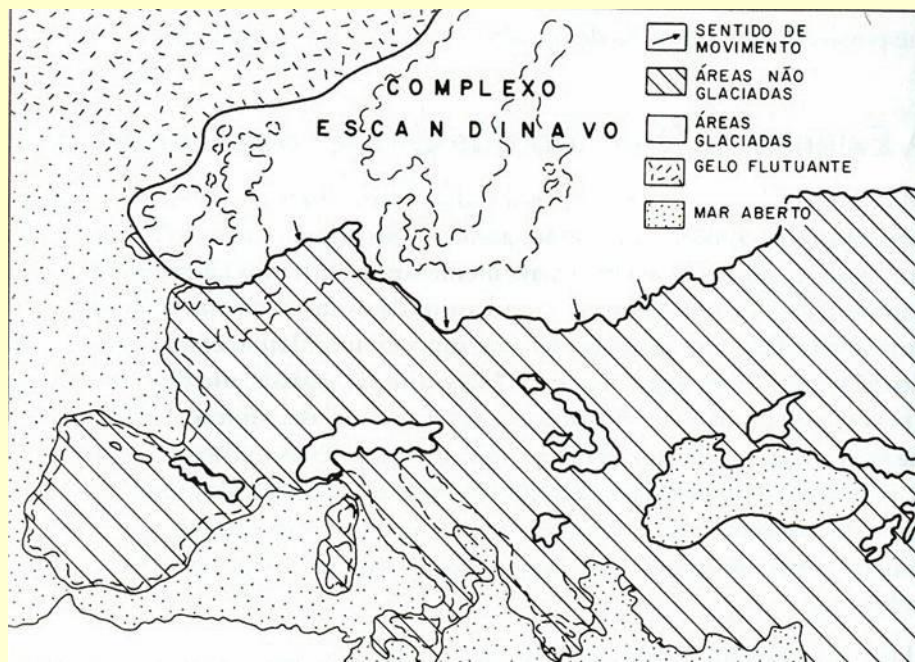 COMPLEXO
ESCANDINAVO
SENTIDO DE
MOVIMENTO
ÁREAS NÃO
GLACIADAS
ÁREAS
GLACIADAS
GELO FLUTUANTE
MAR ABERTO